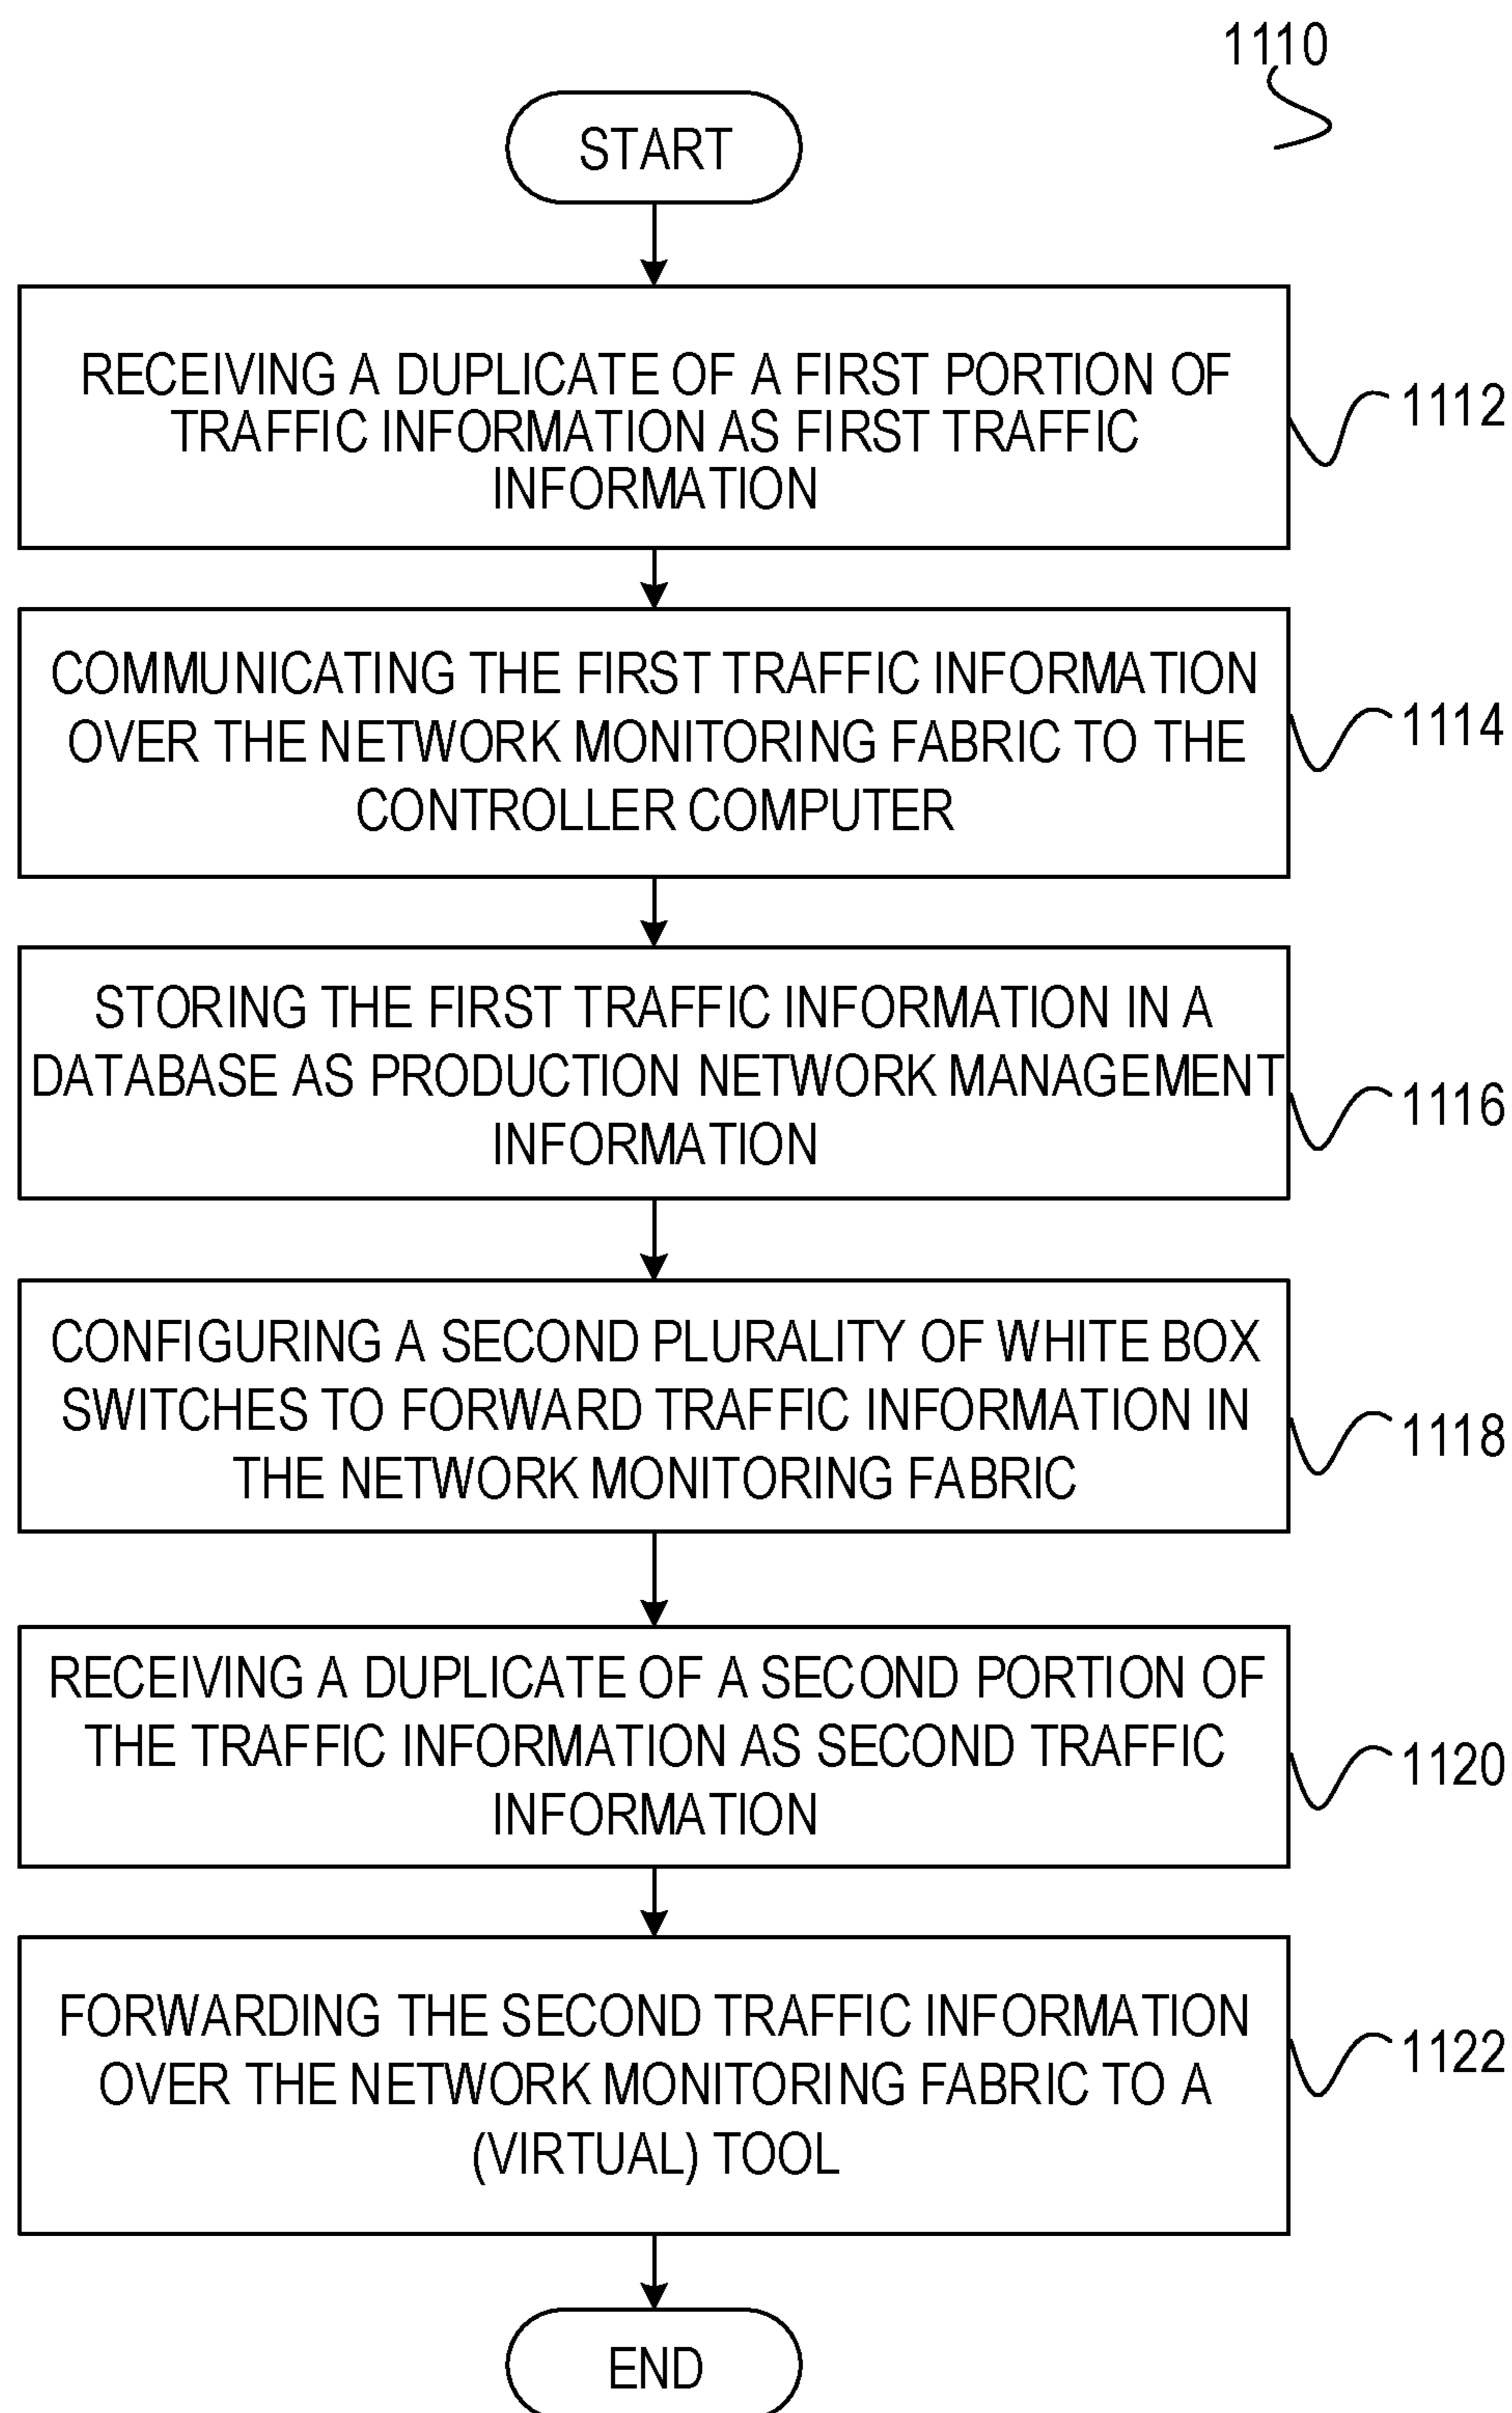 1110
START
RECEIVING A DUPLICATE OF A FIRST PORTION OF
TRAFFIC INFORMATION AS FIRST TRAFFIC
INFORMATION
1112
COMMUNICATING THE FIRST TRAFFIC INFORMATION
OVER THE NETWORK MONITORING FABRIC TO THE
CONTROLLER COMPUTER
1114
STORING THE FIRST TRAFFIC INFORMATION IN A
DATABASE AS PRODUCTION NETWORK MANAGEMENT
INFORMATION
1116
CONFIGURING A SECOND PLURALITY OF WHITE BOX
SWITCHES TO FORWARD TRAFFIC INFORMATION IN
THE NETWORK MONITORING FABRIC
1118
RECEIVING A DUPLICATE OF A SECOND PORTION OF
THE TRAFFIC INFORMATION AS SECOND TRAFFIC
INFORMATION
1120
FORWARDING THE SECOND TRAFFIC INFORMATION
OVER THE NETWORK MONITORING FABRIC TO A
(VIRTUAL) TOOL
1122
END